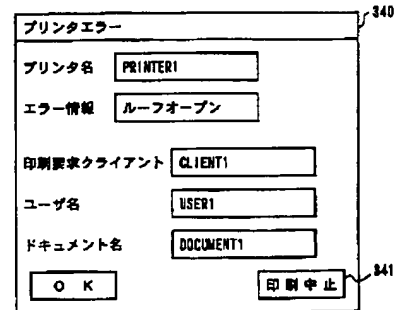 プリンタエラー
340
プリンタ名 PRINTER1
エラー情報 ルーフオープン
印刷要求クライアント CLIENT1
ユーザ名 USER1
ドキュメント名 DOCUMENT1
OK 印刷中止
341